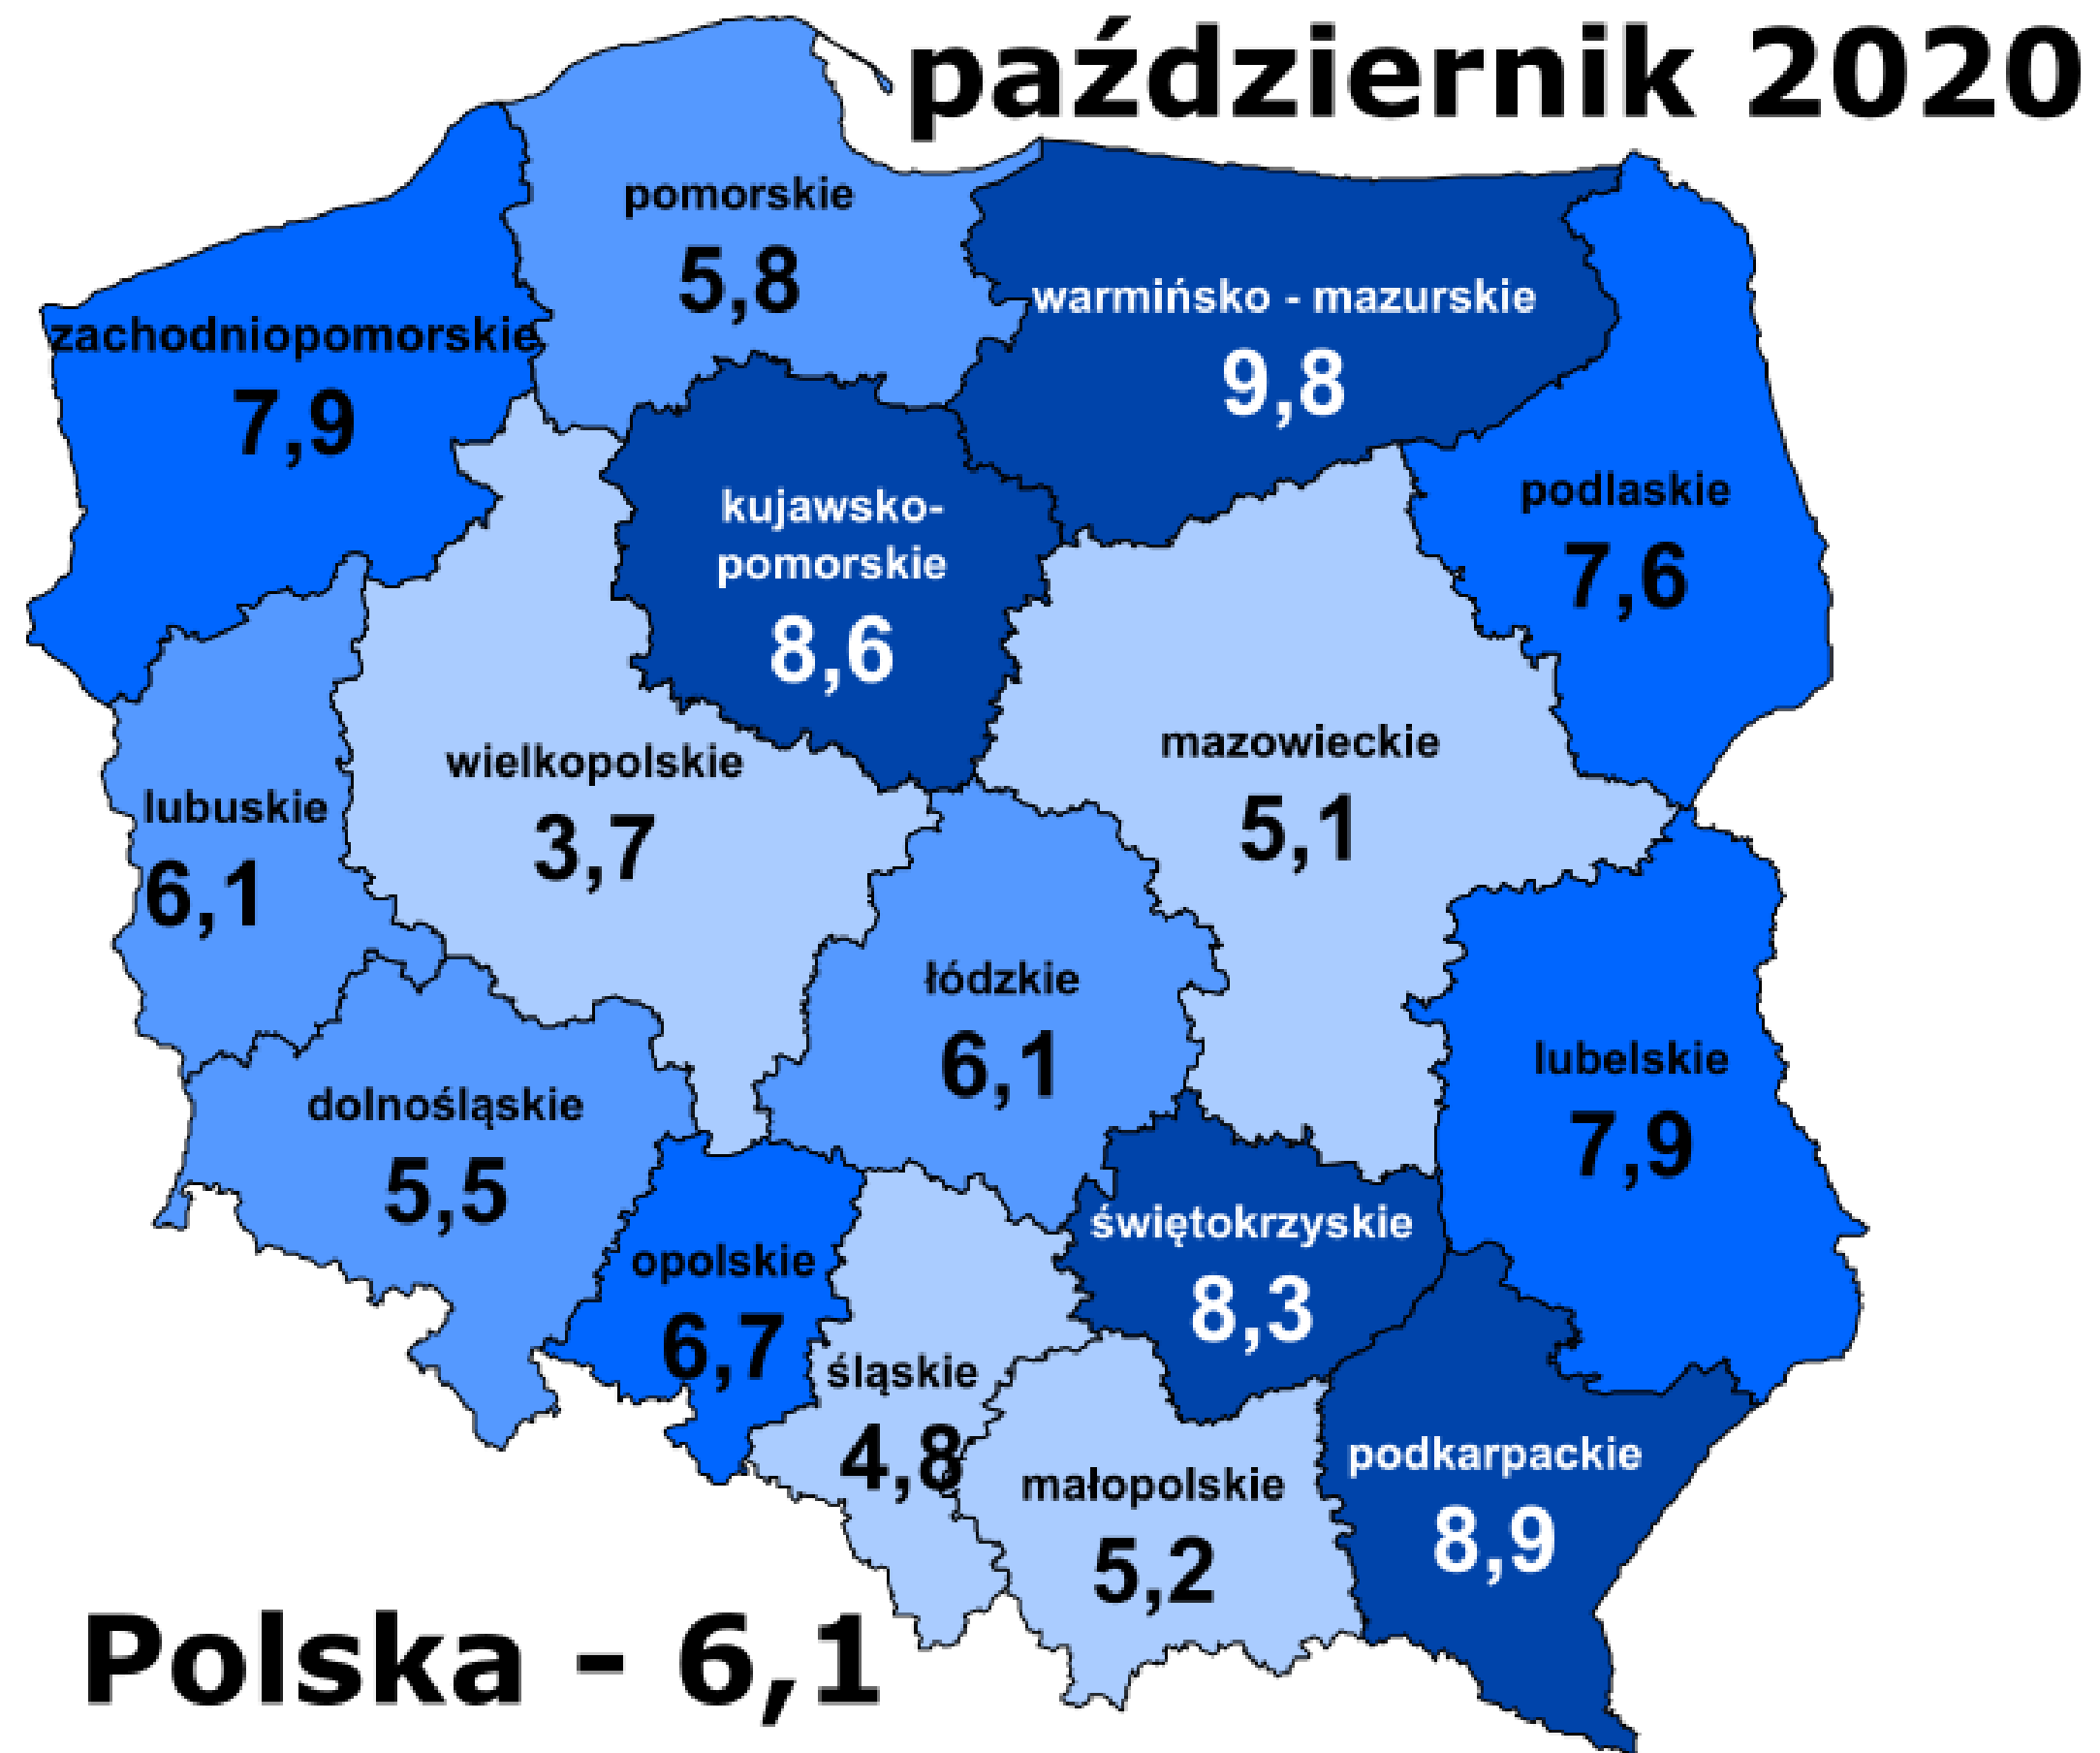 październik 2020
pomorskie
5,8
warmińsko - mazurskie
9,8
zachodniopomorskie
7,9
kujawsko-
pomorskie
8,6
podlaskie
7,6
wielkopolskie
3,7
mazowieckie
5,1
lubuskie
6,1
łódzkie
6,1
lubelskie
7,9
dolnośląskie
5,5
świętokrzyskie
8,3
opolskie
6,7
śląskie
4,8
małopolskie
5,2
podkarpackie
8,9
Polska - 6,1